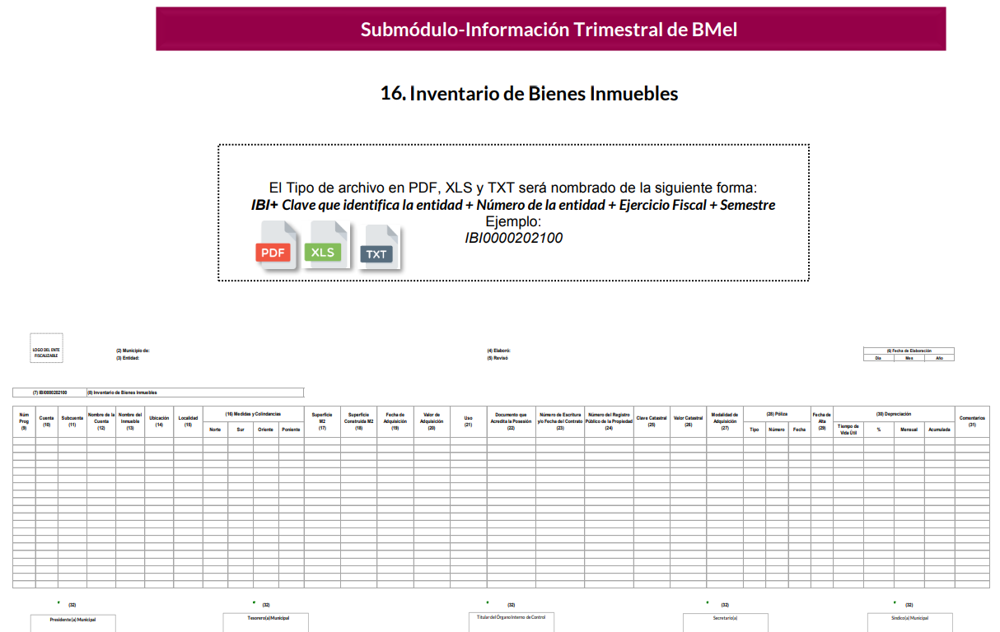 Submódulo-Información Trimestral de BMeI
16. Inventario de Bienes Inmuebles
El Tipo de archivo en PDF, XLS y TXT será nombrado de la siguiente forma:
IBI+ Clave que identifica la entidad + Número de la entidad + Ejercicio Fiscal + Semestre
Ejemplo:
IBI0000202100
PDF XLS TXT
LOGO DEL ENTE FISCALIZABLE
(2) Municipio de:
(3) Entidad:
(4) Elaboró:
(5) Revisó
(6) Fecha de Elaboración
Día Mes Año
(7) IBI0000202100 (8) Inventario de Bienes Inmuebles
Núm Prog (9)
Cuenta (10)
Subcuenta (11)
Nombre de la Cuenta (12)
Nombre del Inmueble (13)
Ubicación (14)
Localidad (15)
(16) Medidas y Colindancias
Norte Sur Oriente Poniente
Superficie M2 (17)
Superficie Construida M2 (18)
Fecha de Adquisición (19)
Valor de Adquisición (20)
Uso (21)
Documento que Acredita la Posesión (22)
Número de Escritura y/o Fecha del Contrato (23)
Número del Registro Público de la Propiedad (24)
Clave Catastral (25)
Valor Catastral (26)
Modalidad de Adquisición (27)
(28) Póliza
Tipo Número Fecha
Fecha de Alta (29)
(30) Depreciación
Tiempo de Vida Útil % Mensual Acumulada
Comentarios (31)
(32) (32) (32) (32) (32)
Presidente(a) Municipal
Tesorero(a) Municipal
Titular del Órgano Interno de Control
Secretario(a)
Síndico(a) Municipal